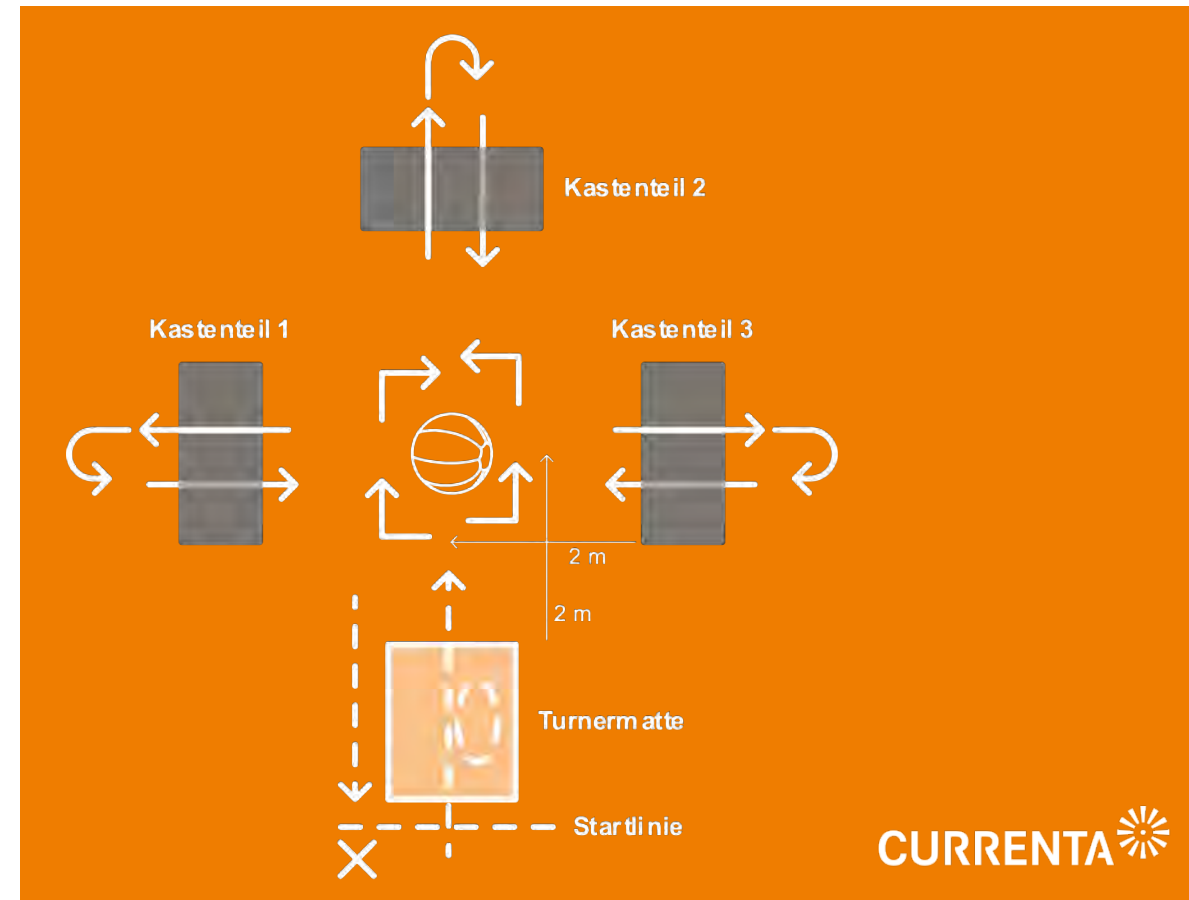 Kastenteil 2
Kastenteil 1
Kastenteil 3
2 m
2 m
Turnermatte
Startlinie
CURRENTA